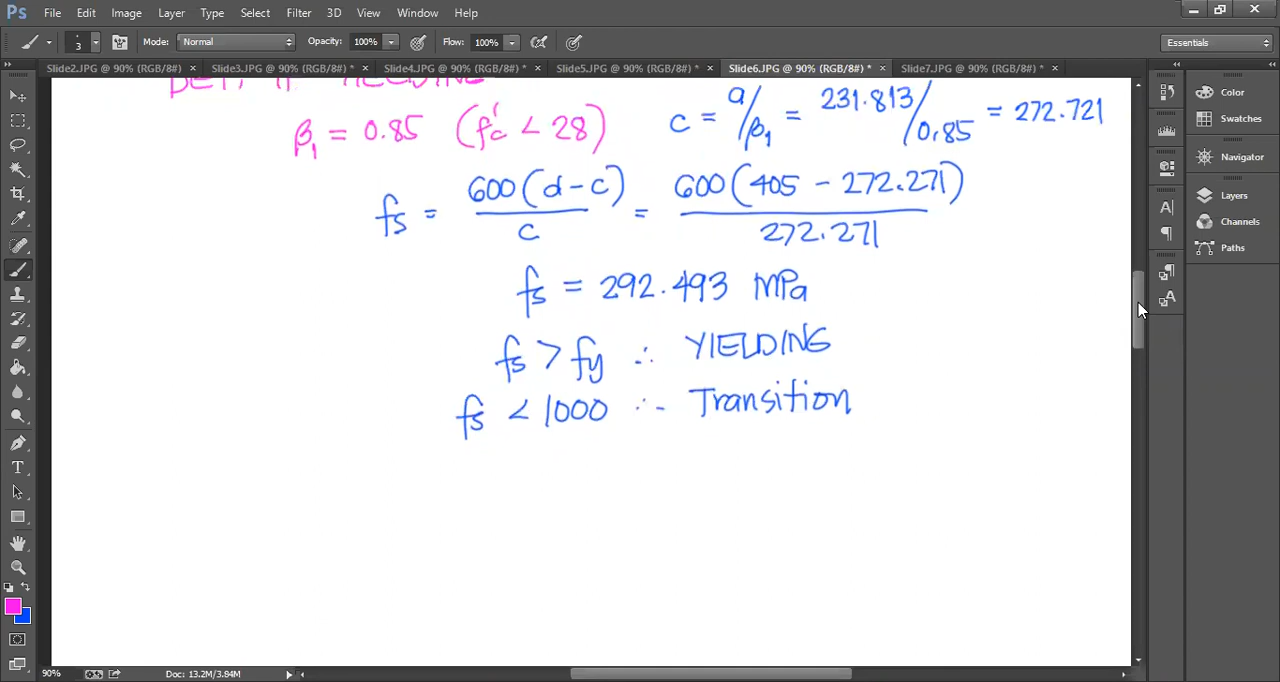 Ps File Edit Image Layer Type Select Filter 3D View Window Help
3 Mode: Normal Opacity: 100% Flow: 100% Essentials
Slide2.JPG @ 90% (RGB/8#) × Slide3.JPG @ 90% (RGB/8#) * × Slide4.JPG @ 90% (RGB/8#) * × Slide5.JPG @ 90% (RGB/8#) * × Slide6.JPG @ 90% (RGB/8#) * × Slide7.JPG @ 90% (RGB/8#) * ×
β₁ = 0.85 (f'c < 28) c = a/β₁ = 231.813/0.85 = 272.721
fs = 600(d-c)/c = 600(405 - 272.271)/272.271
fs = 292.493 MPa
fs > fy ∴ YIELDING
fs < 1000 ∴ Transition
Color
Swatches
Navigator
Layers
Channels
Paths
90% Doc: 13.2M/3.84M